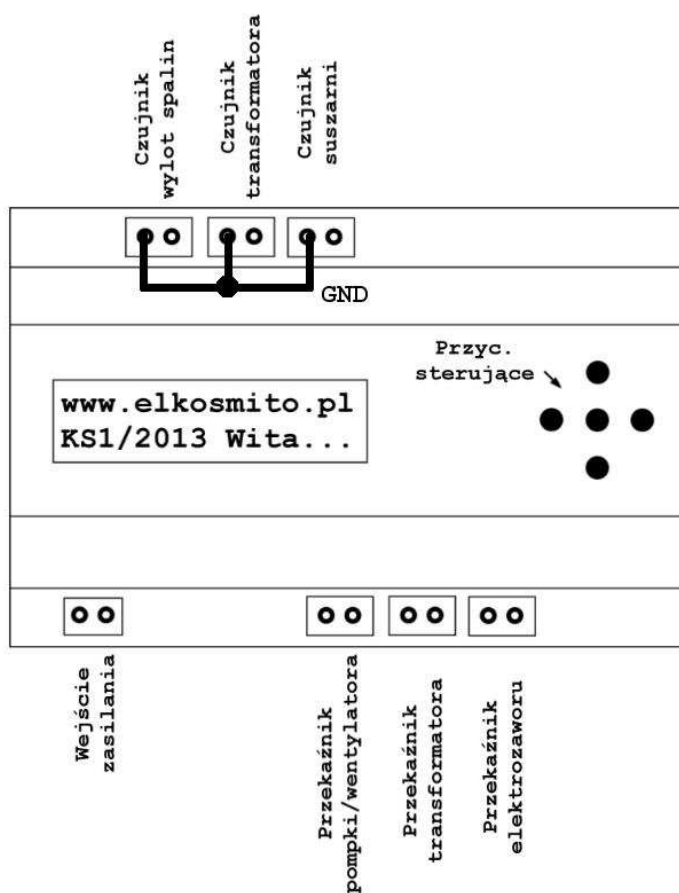 Czujnik
wylot spalin
Czujnik
transformatora
Czujnik
suszarni
GND
Przyc.
sterujące
www.elkosmito.pl
KS1/2013 Wita...
Wejście
zasilania
Przekaźnik
pompki/wentylatora
Przekaźnik
transformatora
Przekaźnik
elektrozaworu